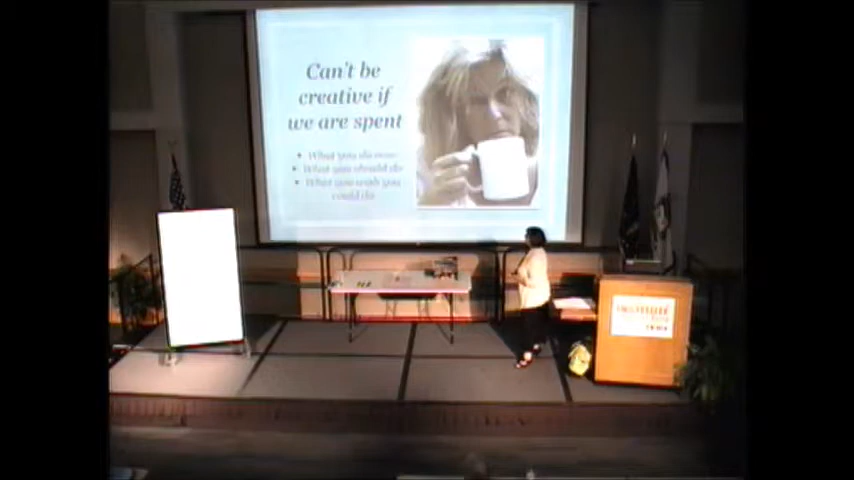 Can't be
creative if
we are spent
• What you do now
• What you should do
• What you wish you
could do
INSTITUTE